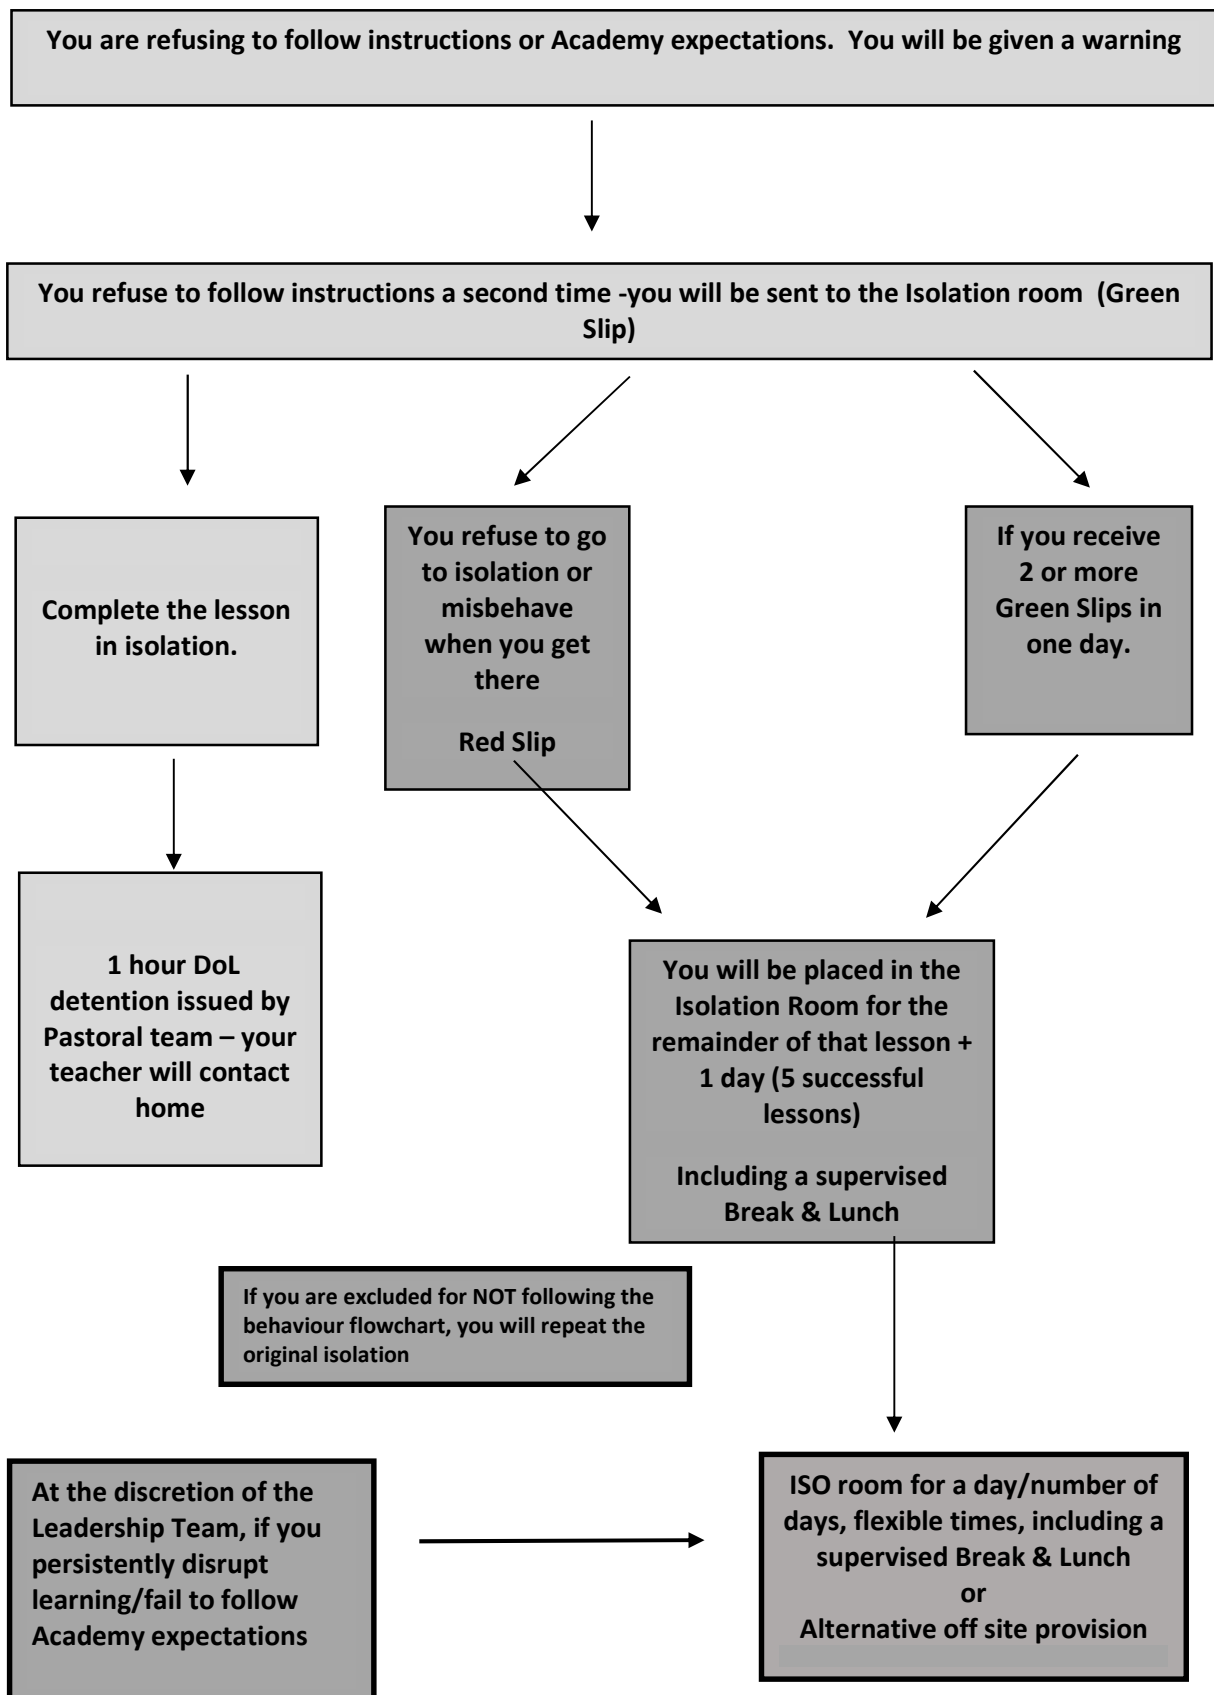 You are refusing to follow instructions or Academy expectations.  You will be given a warning
You refuse to follow instructions a second time -you will be sent to the Isolation room  (Green
Slip)
Complete the lesson
in isolation.
You refuse to go
to isolation or
misbehave
when you get
there
Red Slip
If you receive
2 or more
Green Slips in
one day.
1 hour DoL
detention issued by
Pastoral team – your
teacher will contact
home
You will be placed in the
Isolation Room for the
remainder of that lesson +
1 day (5 successful
lessons)
Including a supervised
Break & Lunch
If you are excluded for NOT following the
behaviour flowchart, you will repeat the
original isolation
At the discretion of the
Leadership Team, if you
persistently disrupt
learning/fail to follow
Academy expectations
ISO room for a day/number of
days, flexible times, including a
supervised Break & Lunch
or
Alternative off site provision